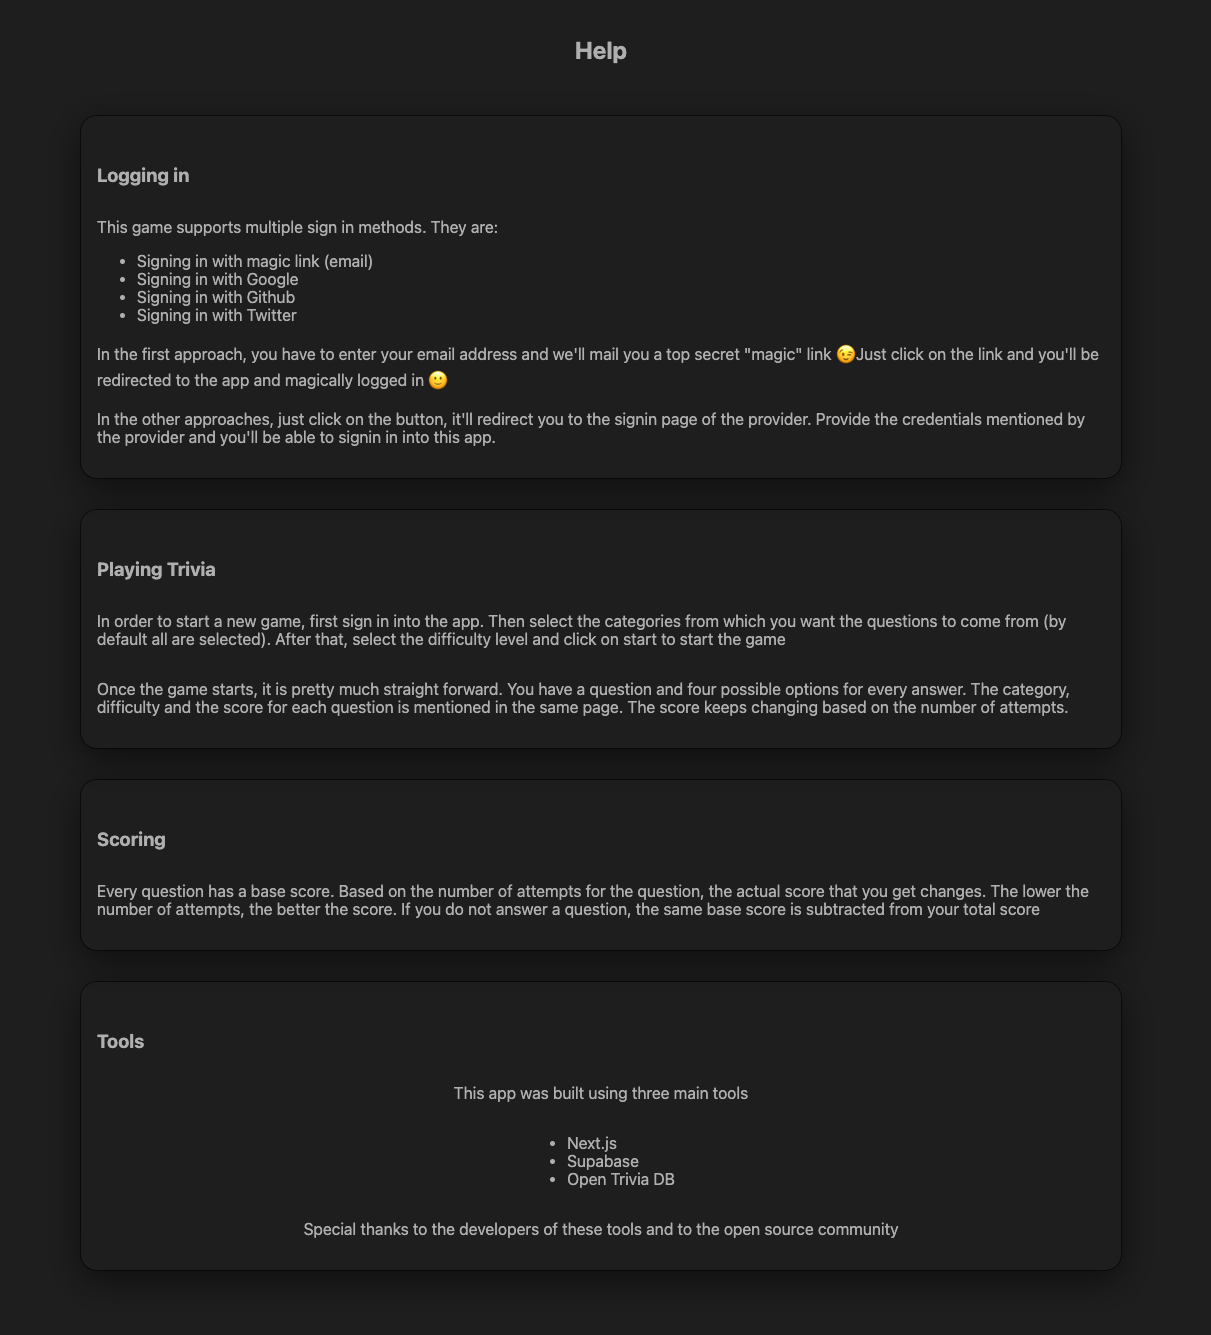 Help
Logging in
This game supports multiple sign in methods. They are:
• Signing in with magic link (email)
• Signing in with Google
• Signing in with Github
• Signing in with Twitter
In the first approach, you have to enter your email address and we'll mail you a top secret "magic" link 😉Just click on the link and you'll be
redirected to the app and magically logged in 🙂
In the other approaches, just click on the button, it'll redirect you to the signin page of the provider. Provide the credentials mentioned by
the provider and you'll be able to signin in into this app.
Playing Trivia
In order to start a new game, first sign in into the app. Then select the categories from which you want the questions to come from (by
default all are selected). After that, select the difficulty level and click on start to start the game
Once the game starts, it is pretty much straight forward. You have a question and four possible options for every answer. The category,
difficulty and the score for each question is mentioned in the same page. The score keeps changing based on the number of attempts.
Scoring
Every question has a base score. Based on the number of attempts for the question, the actual score that you get changes. The lower the
number of attempts, the better the score. If you do not answer a question, the same base score is subtracted from your total score
Tools
This app was built using three main tools
• Next.js
• Supabase
• Open Trivia DB
Special thanks to the developers of these tools and to the open source community